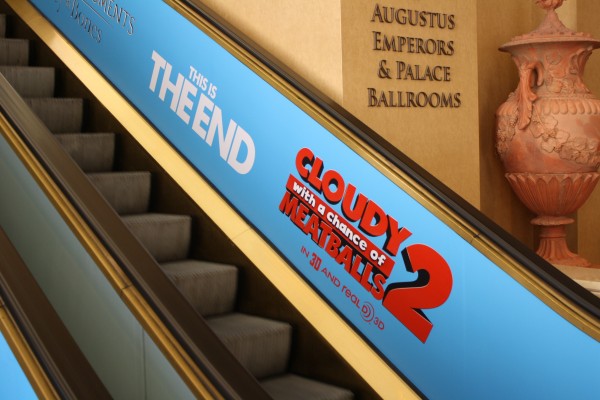 AUGUSTUS
EMPERORS
& PALACE
BALLROOMS
THIS IS
THE END
CLOUDY
with a chance of
MEATBALLS
2
IN 3D AND REAL D 3D